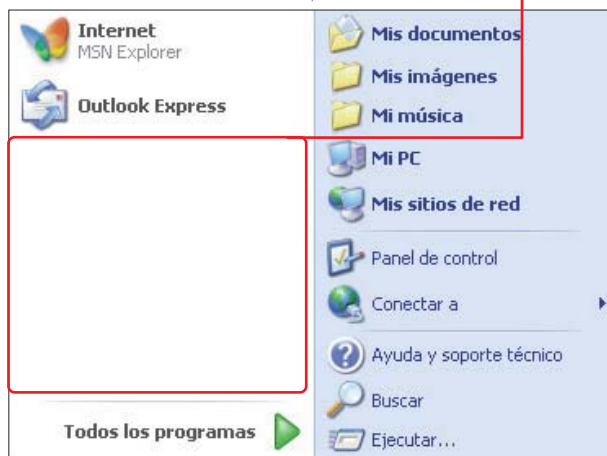 Internet
MSN Explorer
Outlook Express
Todos los programas
Mis documentos
Mis imágenes
Mi música
Mi PC
Mis sitios de red
Panel de control
Conectar a
Ayuda y soporte técnico
Buscar
Ejecutar...